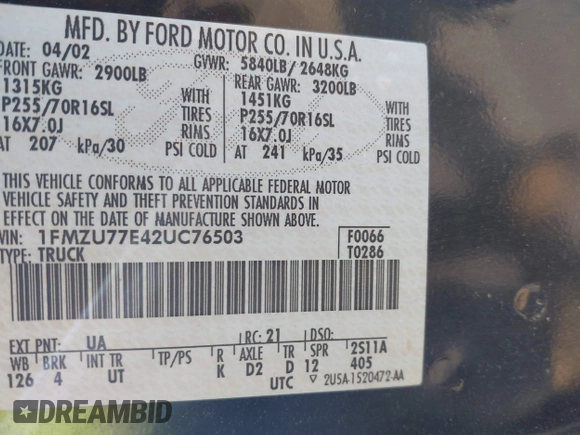 MFD. BY FORD MOTOR CO. IN U.S.A.
DATE: 04/02 GVWR: 5840LB/ 2648KG
FRONT GAWR: 2900LB REAR GAWR: 3200LB
1315KG 1451KG
P255/70R16SL WITH TIRES P255/70R16SL WITH TIRES
16X7.0J RIMS 16X7.0J RIMS
AT 207 kPa/30 PSI COLD AT 241 kPa/35 PSI COLD
THIS VEHICLE CONFORMS TO ALL APPLICABLE FEDERAL MOTOR
VEHICLE SAFETY AND THEFT PREVENTION STANDARDS IN
EFFECT ON THE DATE OF MANUFACTURE SHOWN ABOVE.
VIN: 1FMZU77E42UC76503 F0066
TYPE: TRUCK T0286
EXT PNT: UA RC: 21 DSO:
WB BRK INT TR TP/PS R AXLE TR SPR 2S11A
126 4 UT K D2 D 12 405
UTC ▽ 2U5A-1520472-AA
DREAMBID